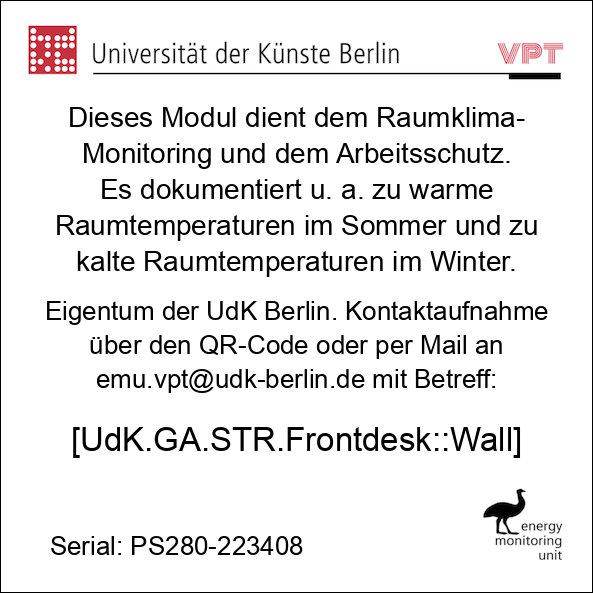 Universität der Künste Berlin
VPT
Dieses Modul dient dem Raumklima-
Monitoring und dem Arbeitsschutz.
Es dokumentiert u. a. zu warme
Raumtemperaturen im Sommer und zu
kalte Raumtemperaturen im Winter.
Eigentum der UdK Berlin. Kontaktaufnahme
über den QR-Code oder per Mail an
emu.vpt@udk-berlin.de mit Betreff:
[UdK.GA.STR.Frontdesk::Wall]
energy
monitoring
unit
Serial: PS280-223408